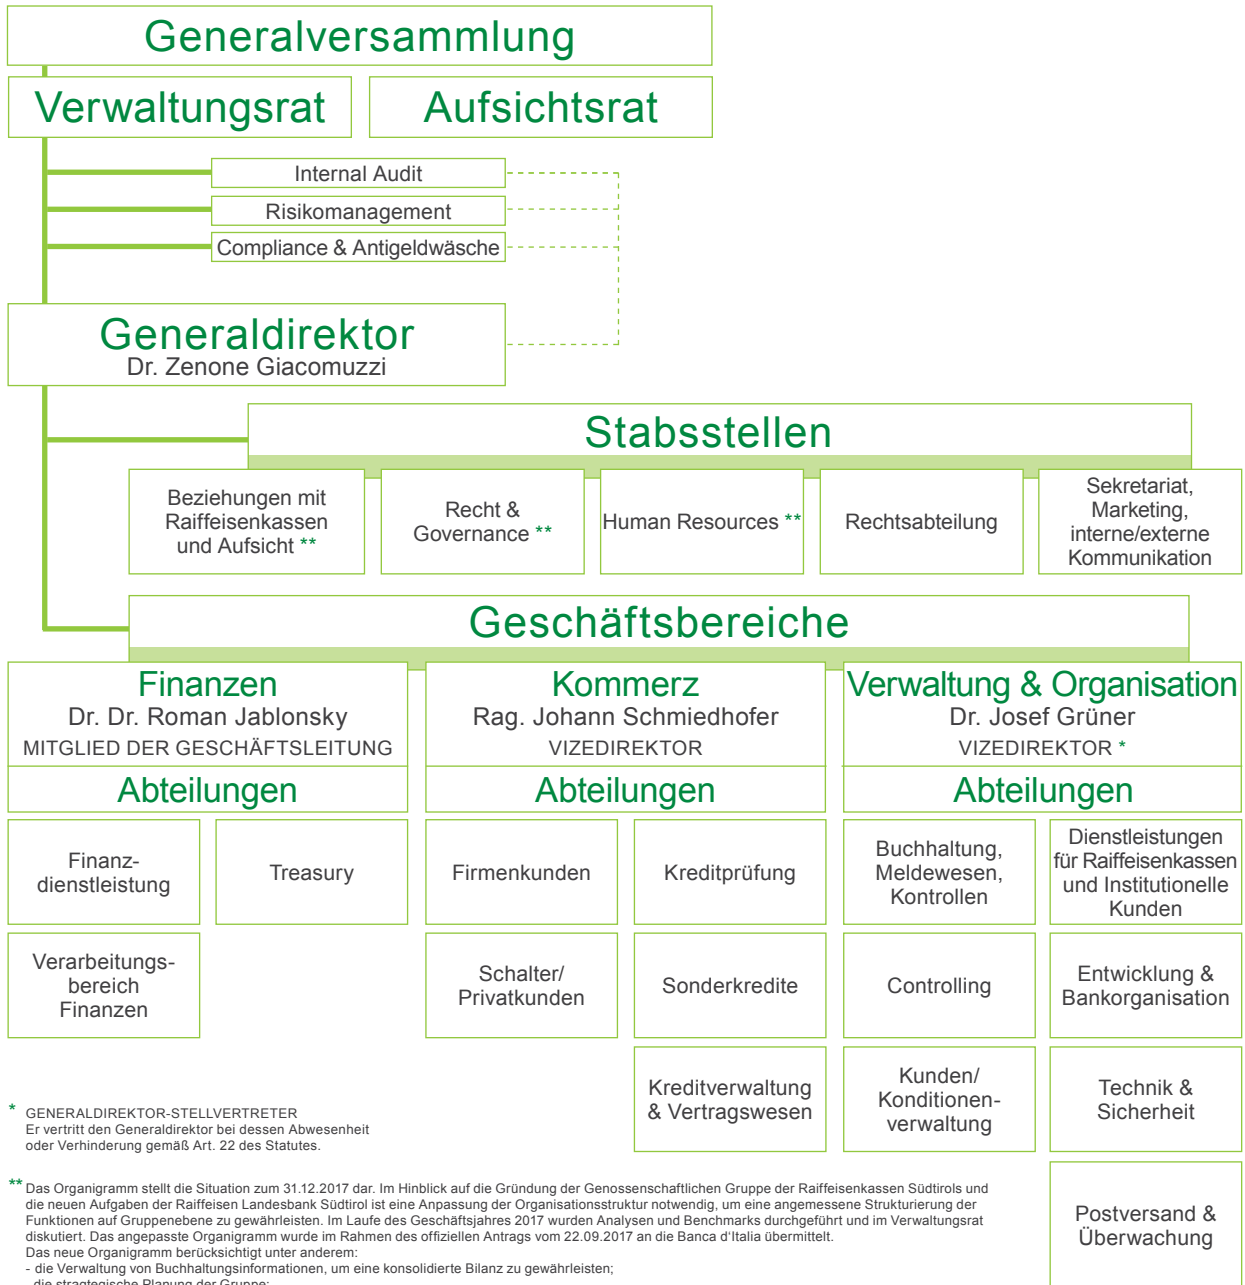 Generalversammlung
Verwaltungsrat
Aufsichtsrat
Internal Audit
Risikomanagement
Compliance & Antigeldwäsche
Generaldirektor
Dr. Zenone Giacomuzzi
Stabsstellen
Beziehungen mit
Raiffeisenkassen
und Aufsicht **
Recht &
Governance **
Human Resources **
Rechtsabteilung
Sekretariat,
Marketing,
interne/externe
Kommunikation
Geschäftsbereiche
Finanzen
Dr. Dr. Roman Jablonsky
MITGLIED DER GESCHÄFTSLEITUNG
Kommerz
Rag. Johann Schmiedhofer
VIZEDIREKTOR
Verwaltung & Organisation
Dr. Josef Grüner
VIZEDIREKTOR *
Abteilungen
Abteilungen
Abteilungen
Finanz-
dienstleistung
Treasury
Firmenkunden
Kreditprüfung
Buchhaltung,
Meldewesen,
Kontrollen
Dienstleistungen
für Raiffeisenkassen
und Institutionelle
Kunden
Verarbeitungs-
bereich
Finanzen
Schalter/
Privatkunden
Sonderkredite
Controlling
Entwicklung &
Bankorganisation
Kreditverwaltung
& Vertragswesen
Kunden/
Konditionen-
verwaltung
Technik &
Sicherheit
Postversand &
Überwachung
* GENERALDIREKTOR-STELLVERTRETER
Er vertritt den Generaldirektor bei dessen Abwesenheit
oder Verhinderung gemäß Art. 22 des Statutes.
** Das Organigramm stellt die Situation zum 31.12.2017 dar. Im Hinblick auf die Gründung der Genossenschaftlichen Gruppe der Raiffeisenkassen Südtirols und
die neuen Aufgaben der Raiffeisen Landesbank Südtirol ist eine Anpassung der Organisationsstruktur notwendig, um eine angemessene Strukturierung der
Funktionen auf Gruppenebene zu gewährleisten. Im Laufe des Geschäftsjahres 2017 wurden Analysen und Benchmarks durchgeführt und im Verwaltungsrat
diskutiert. Das angepasste Organigramm wurde im Rahmen des offiziellen Antrags vom 22.09.2017 an die Banca d'Italia übermittelt.
Das neue Organigramm berücksichtigt unter anderem:
- die Verwaltung von Buchhaltungsinformationen, um eine konsolidierte Bilanz zu gewährleisten;
- die stragtegische Planung der Gruppe;